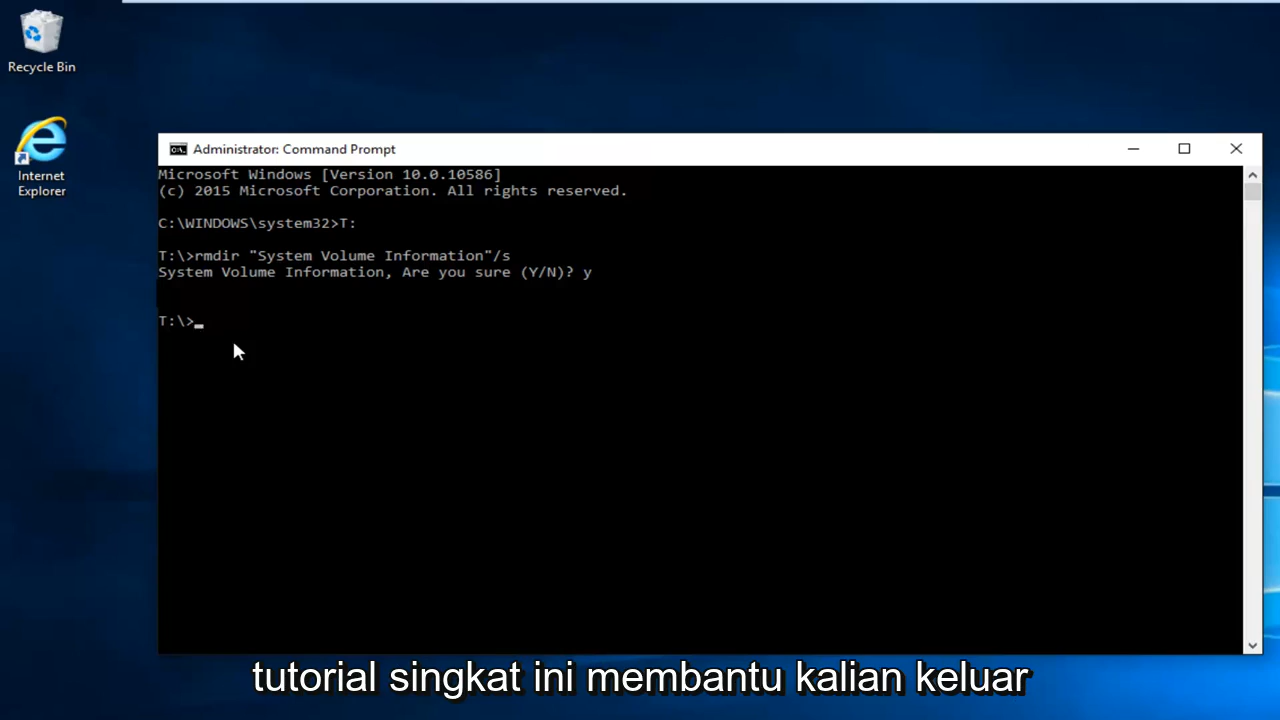 Recycle Bin
Internet
Explorer
Administrator: Command Prompt
Microsoft Windows [Version 10.0.10586]
(c) 2015 Microsoft Corporation. All rights reserved.
C:\WINDOWS\system32>T:
T:\>rmdir "System Volume Information"/s
System Volume Information, Are you sure (Y/N)? y
T:\>
tutorial singkat ini membantu kalian keluar